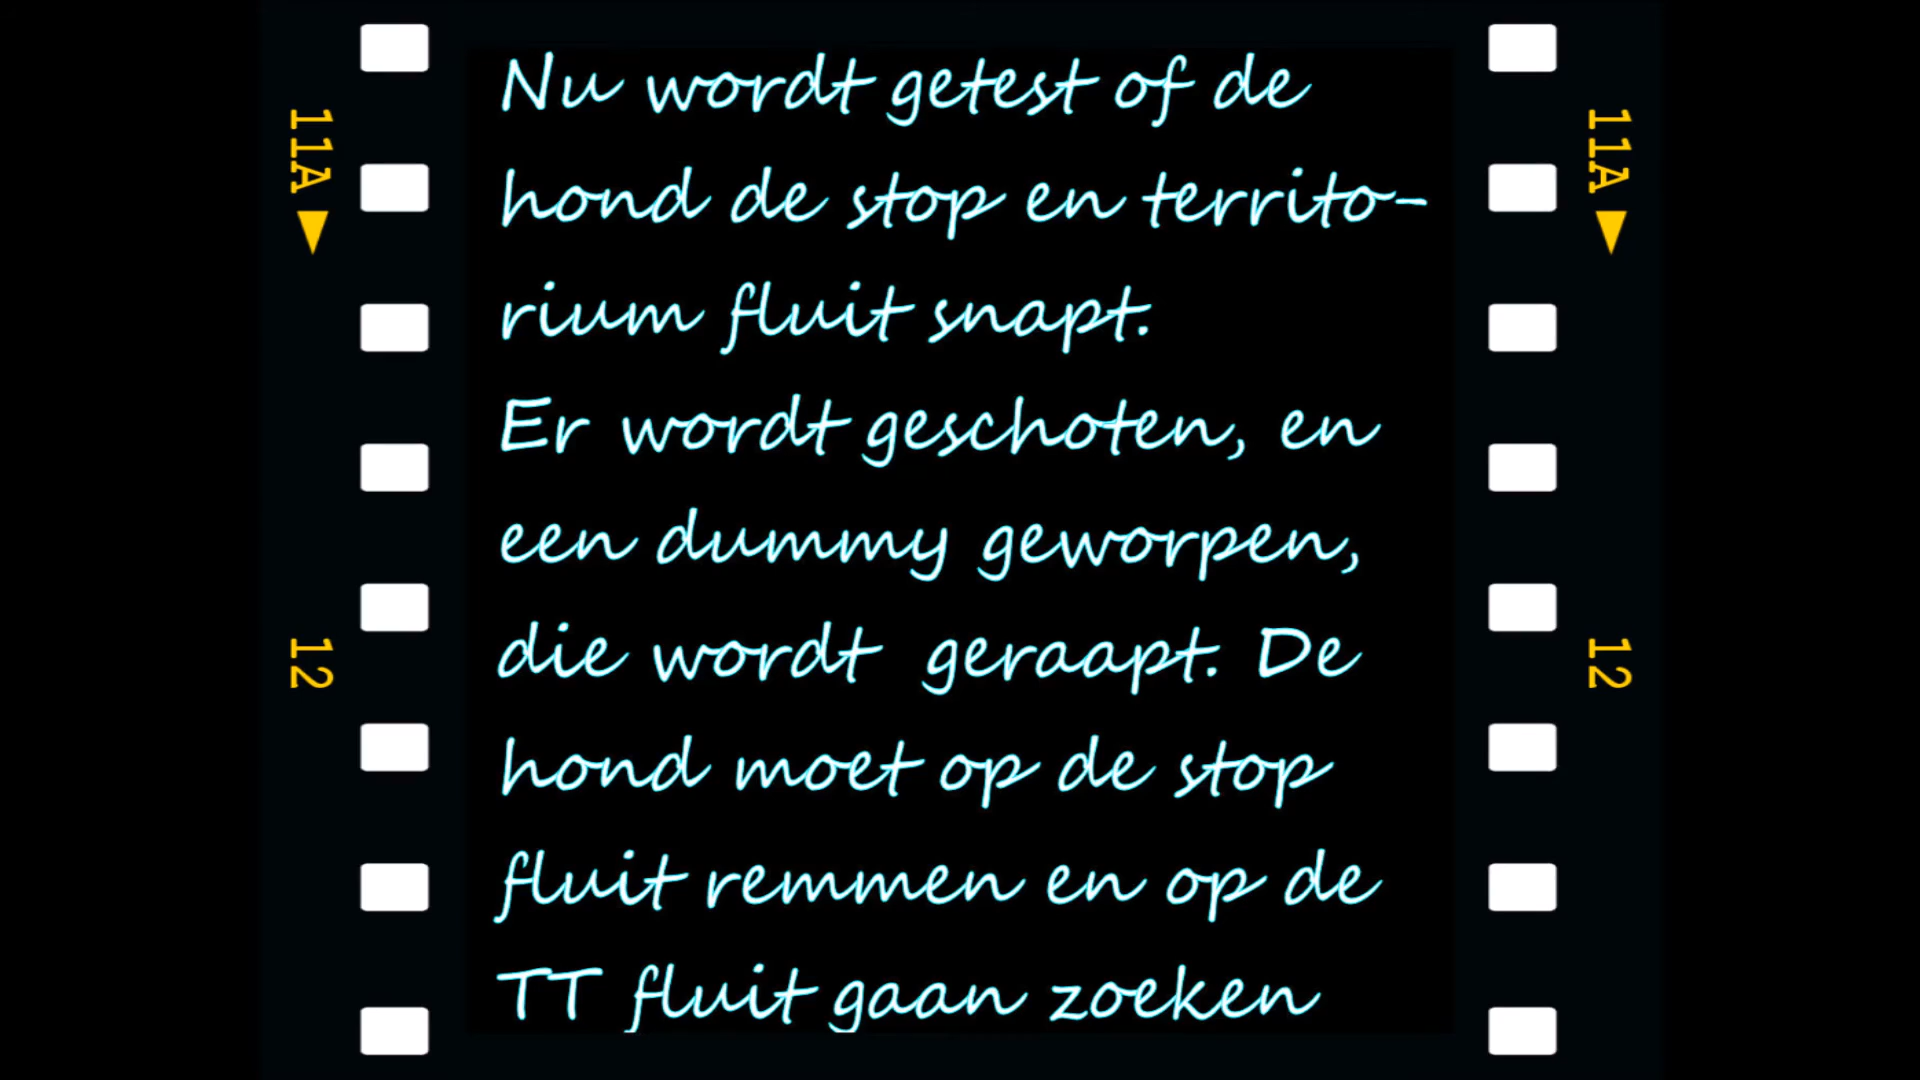 Nu wordt getest of de
hond de stop en territo-
rium fluit snapt.
Er wordt geschoten, en
een dummy geworpen,
die wordt geraapt. De
hond moet op de stop
fluit remmen en op de
TT fluit gaan zoeken
11A
12
11A
12